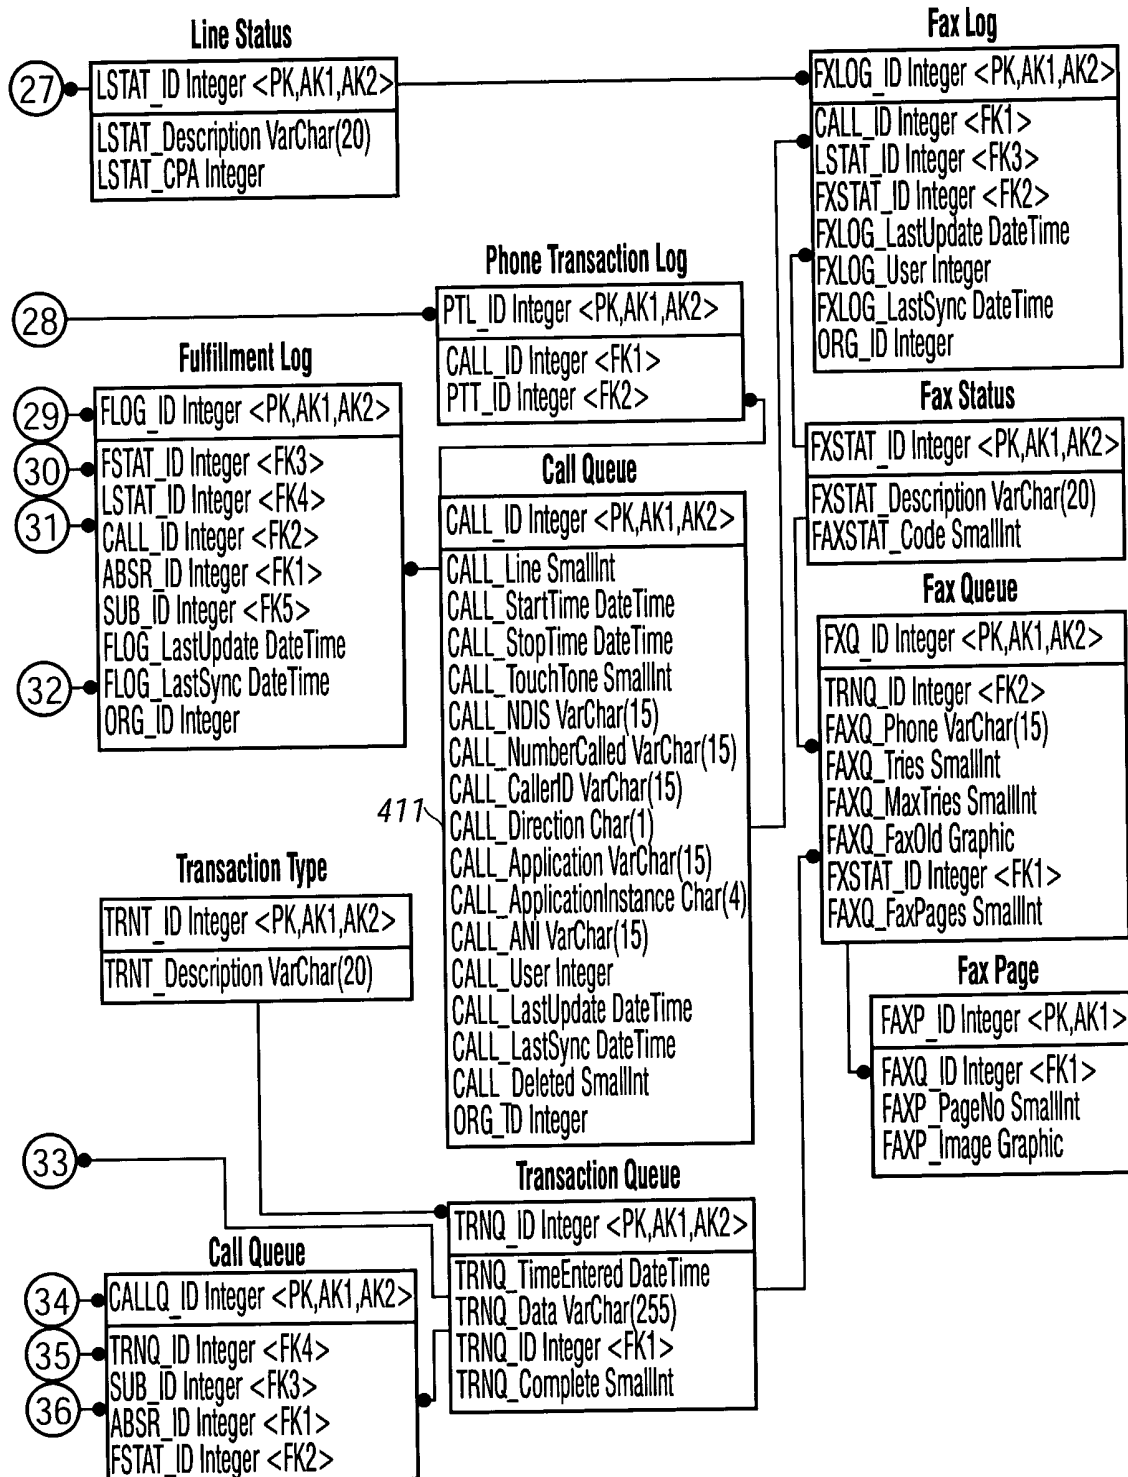 Line Status
27
LSTAT_ID Integer <PK,AK1,AK2>
LSTAT_Description VarChar(20)
LSTAT_CPA Integer
Fax Log
FXLOG_ID Integer <PK,AK1,AK2>
CALL_ID Integer <FK1>
LSTAT_ID Integer <FK3>
FXSTAT_ID Integer <FK2>
FXLOG_LastUpdate DateTime
FXLOG_User Integer
FXLOG_LastSync DateTime
ORG_ID Integer
Phone Transaction Log
28
PTL_ID Integer <PK,AK1,AK2>
CALL_ID Integer <FK1>
PTT_ID Integer <FK2>
Fulfillment Log
29
30
31
32
FLOG_ID Integer <PK,AK1,AK2>
FSTAT_ID Integer <FK3>
LSTAT_ID Integer <FK4>
CALL_ID Integer <FK2>
ABSR_ID Integer <FK1>
SUB_ID Integer <FK5>
FLOG_LastUpdate DateTime
FLOG_LastSync DateTime
ORG_ID Integer
Fax Status
FXSTAT_ID Integer <PK,AK1,AK2>
FXSTAT_Description VarChar(20)
FAXSTAT_Code SmallInt
Call Queue
411
CALL_ID Integer <PK,AK1,AK2>
CALL_Line SmallInt
CALL_StartTime DateTime
CALL_StopTime DateTime
CALL_TouchTone SmallInt
CALL_NDIS VarChar(15)
CALL_NumberCalled VarChar(15)
CALL_CallerID VarChar(15)
CALL_Direction Char(1)
CALL_Application VarChar(15)
CALL_ApplicationInstance Char(4)
CALL_ANI VarChar(15)
CALL_User Integer
CALL_LastUpdate DateTime
CALL_LastSync DateTime
CALL_Deleted SmallInt
ORG_TD Integer
Fax Queue
FXQ_ID Integer <PK,AK1,AK2>
TRNQ_ID Integer <FK2>
FAXQ_Phone VarChar(15)
FAXQ_Tries SmallInt
FAXQ_MaxTries SmallInt
FAXQ_FaxOld Graphic
FXSTAT_ID Integer <FK1>
FAXQ_FaxPages SmallInt
Transaction Type
TRNT_ID Integer <PK,AK1,AK2>
TRNT_Description VarChar(20)
Fax Page
FAXP_ID Integer <PK,AK1>
FAXQ_ID Integer <FK1>
FAXP_PageNo SmallInt
FAXP_Image Graphic
33
Transaction Queue
TRNQ_ID Integer <PK,AK1,AK2>
TRNQ_TimeEntered DateTime
TRNQ_Data VarChar(255)
TRNQ_ID Integer <FK1>
TRNQ_Complete SmallInt
Call Queue
34
35
36
CALLQ_ID Integer <PK,AK1,AK2>
TRNQ_ID Integer <FK4>
SUB_ID Integer <FK3>
ABSR_ID Integer <FK1>
FSTAT_ID Integer <FK2>